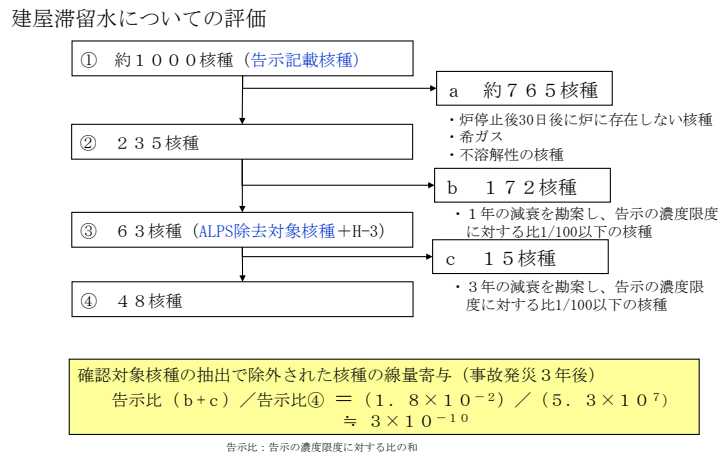 建屋滞留水についての評価
① 約１０００核種（告示記載核種）
a 約７６５核種
・炉停止後30日後に炉に存在しない核種
・希ガス
・不溶解性の核種
② ２３５核種
b １７２核種
・１年の減衰を勘案し、告示の濃度限度
に対する比1/100以下の核種
③ ６３核種（ALPS除去対象核種＋H-3）
c １５核種
・３年の減衰を勘案し、告示の濃度限
度に対する比1/100以下の核種
④ ４８核種
確認対象核種の抽出で除外された核種の線量寄与（事故発災３年後）
告示比（ｂ+ｃ）／告示比④ ＝（１．８×１０⁻²）／（５．３×１０⁷）
≒ ３×１０⁻¹⁰
告示比：告示の濃度限度に対する比の和